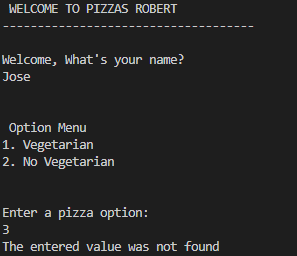 WELCOME TO PIZZAS ROBERT
------------------------------------
Welcome, What's your name?
Jose
Option Menu
1. Vegetarian
2. No Vegetarian
Enter a pizza option:
3
The entered value was not found